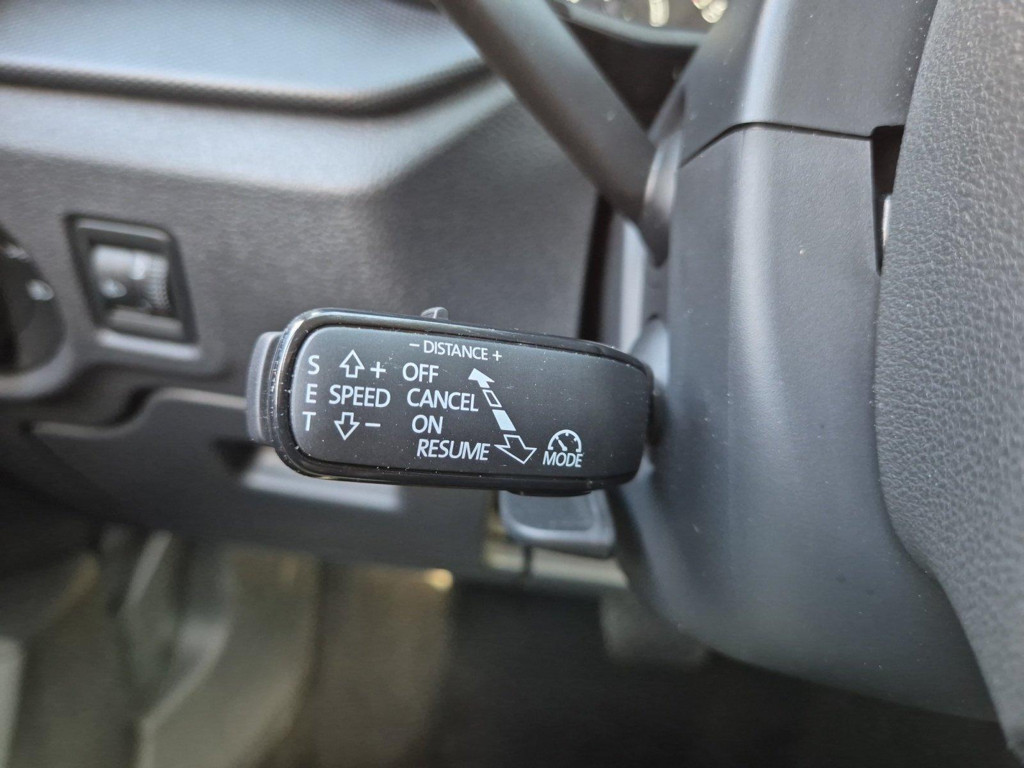 – DISTANCE +
S + OFF
E SPEED CANCEL
T – ON
RESUME
MODE